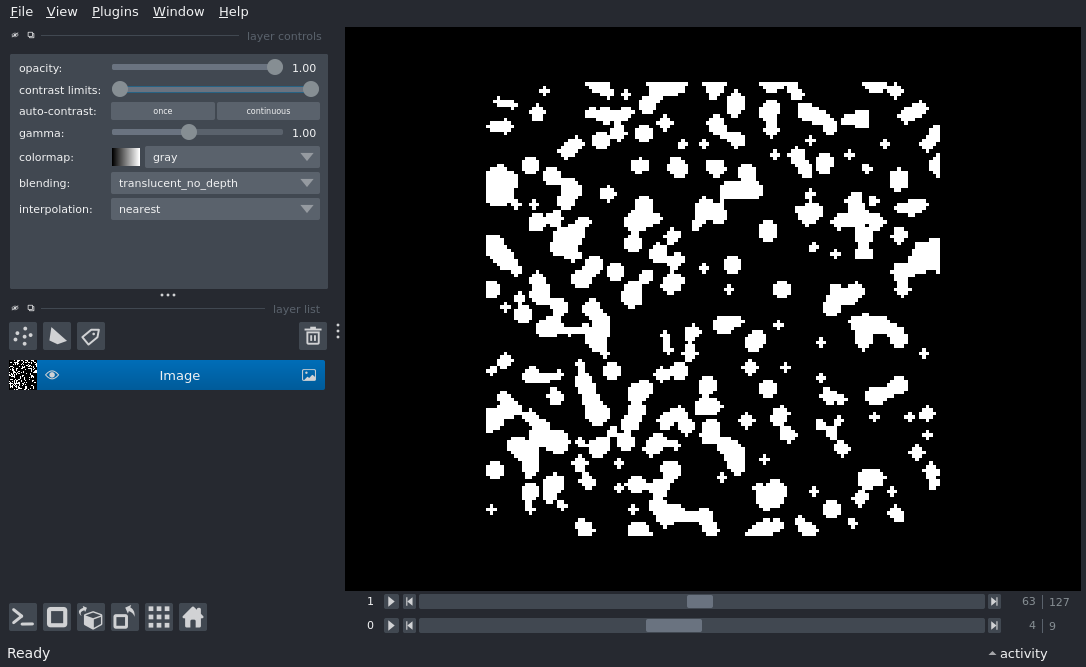 File View Plugins Window Help
layer controls
opacity: 1.00
contrast limits:
auto-contrast: once continuous
gamma: 1.00
colormap: gray
blending: translucent_no_depth
interpolation: nearest
layer list
Image
1 63 127
0 4 9
Ready activity